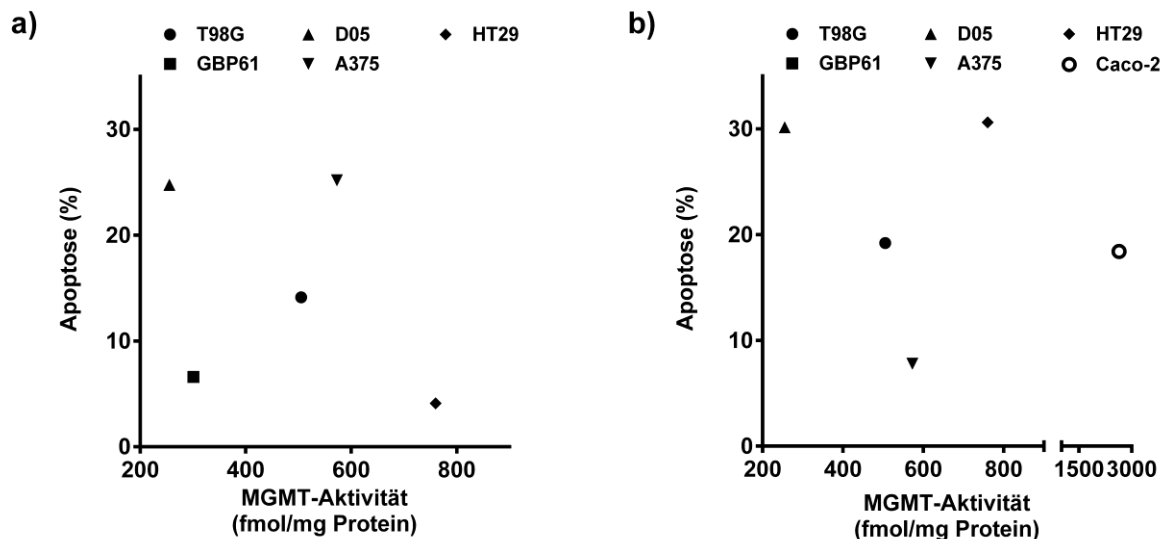 a)
T98G D05 HT29
GBP61 A375
30
20
10
0
Apoptose (%)
200 400 600 800
MGMT-Aktivität
(fmol/mg Protein)
b)
T98G D05 HT29
GBP61 A375 Caco-2
30
20
10
0
Apoptose (%)
200 400 600 800 1500 3000
MGMT-Aktivität
(fmol/mg Protein)